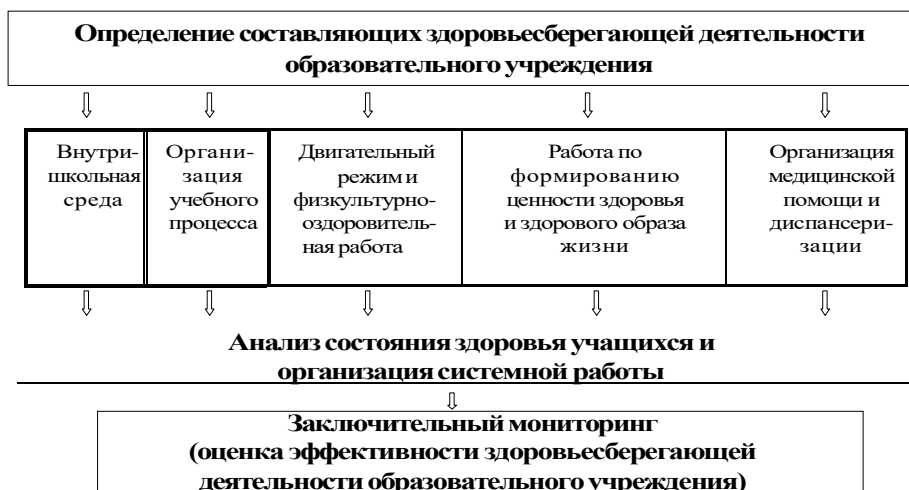 Определение составляющих здоровьесберегающей деятельности
образовательного учреждения
Внутри-
школьная
среда
Органи-
зация
учебного
процесса
Двигательный
режим и
физкультурно-
оздоровитель-
ная работа
Работа по
формированию
ценности здоровья
и здорового образа
жизни
Организация
медицинской
помощи и
диспансери-
зации
Анализ состояния здоровья учащихся и
организация системной работы
Заключительный мониторинг
(оценка эффективности здоровьесберегающей
деятельности образовательного учреждения)